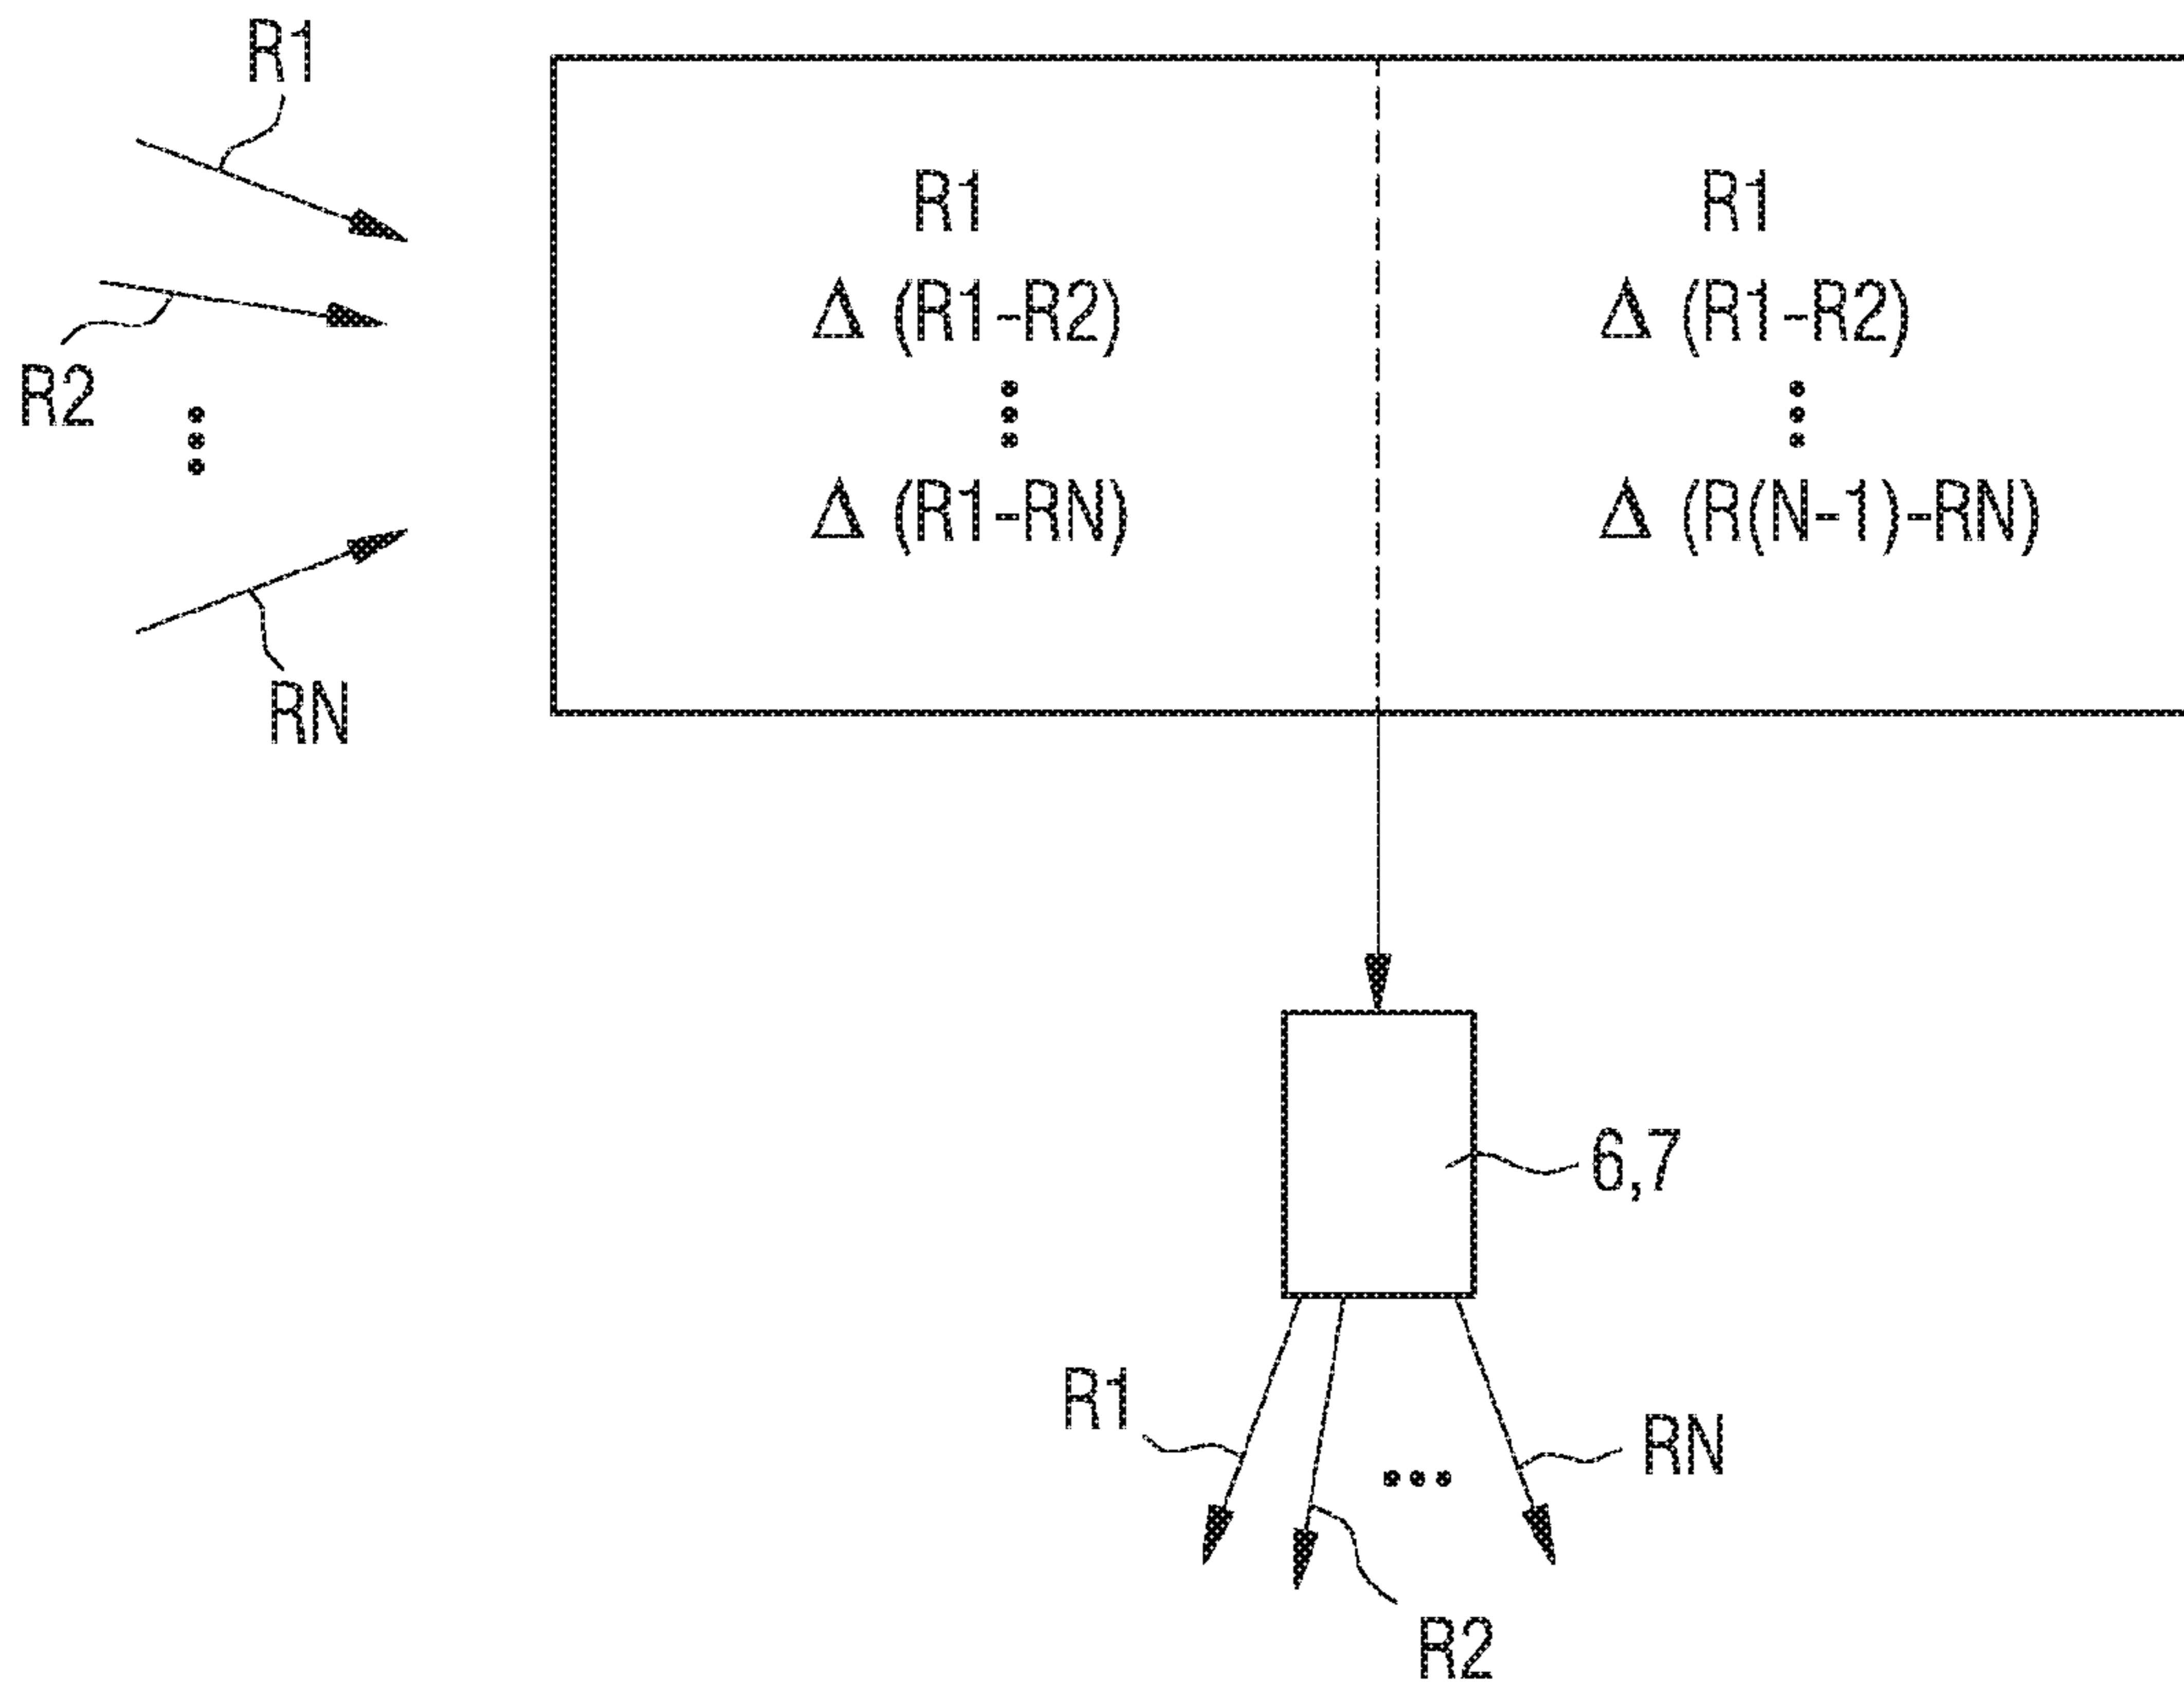 R1
R2
RN
R1
Δ (R1-R2)
Δ (R1-RN)
R1
Δ (R1-R2)
Δ (R(N-1)-RN)
6,7
R1
RN
R2